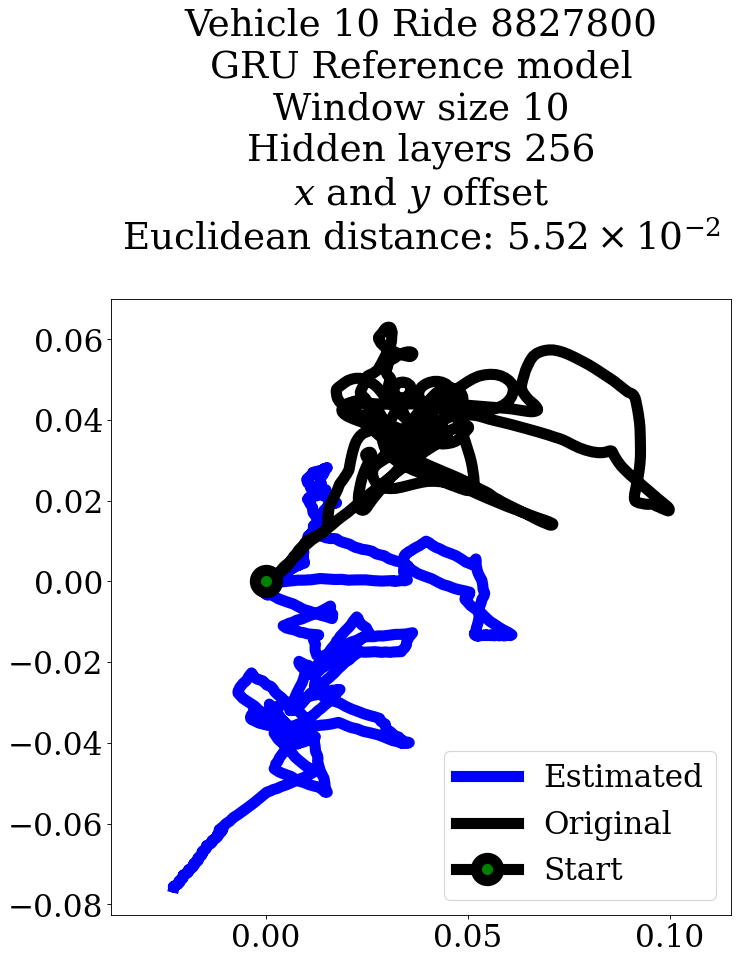 Vehicle 10 Ride 8827800
GRU Reference model
Window size 10
Hidden layers 256
x and y offset
Euclidean distance: 5.52 × 10⁻²
0.06
0.04
0.02
0.00
−0.02
−0.04
−0.06
−0.08
Estimated
Original
Start
0.00 0.05 0.10